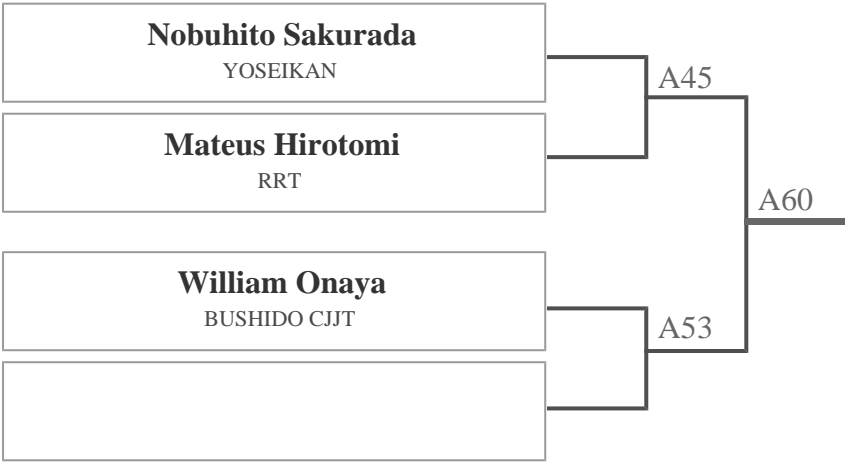 Nobuhito Sakurada
YOSEIKAN
A45
Mateus Hirotomi
RRT
A60
William Onaya
BUSHIDO CJJT
A53